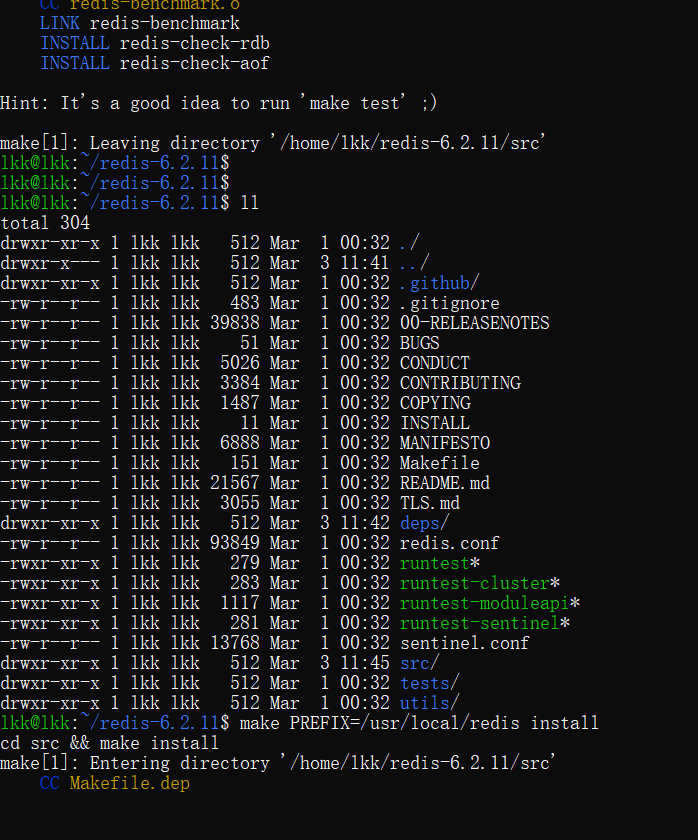 CC redis-benchmark.o
LINK redis-benchmark
INSTALL redis-check-rdb
INSTALL redis-check-aof
Hint: It's a good idea to run 'make test' ;)
make[1]: Leaving directory '/home/lkk/redis-6.2.11/src'
lkk@lkk:~/redis-6.2.11$
lkk@lkk:~/redis-6.2.11$
lkk@lkk:~/redis-6.2.11$ ll
total 304
drwxr-xr-x 1 lkk lkk   512 Mar  1 00:32 ./
drwxr-x--- 1 lkk lkk   512 Mar  3 11:41 ../
drwxr-xr-x 1 lkk lkk   512 Mar  1 00:32 .github/
-rw-r--r-- 1 lkk lkk   483 Mar  1 00:32 .gitignore
-rw-r--r-- 1 lkk lkk 39838 Mar  1 00:32 00-RELEASENOTES
-rw-r--r-- 1 lkk lkk    51 Mar  1 00:32 BUGS
-rw-r--r-- 1 lkk lkk  5026 Mar  1 00:32 CONDUCT
-rw-r--r-- 1 lkk lkk  3384 Mar  1 00:32 CONTRIBUTING
-rw-r--r-- 1 lkk lkk  1487 Mar  1 00:32 COPYING
-rw-r--r-- 1 lkk lkk    11 Mar  1 00:32 INSTALL
-rw-r--r-- 1 lkk lkk  6888 Mar  1 00:32 MANIFESTO
-rw-r--r-- 1 lkk lkk   151 Mar  1 00:32 Makefile
-rw-r--r-- 1 lkk lkk 21567 Mar  1 00:32 README.md
-rw-r--r-- 1 lkk lkk  3055 Mar  1 00:32 TLS.md
drwxr-xr-x 1 lkk lkk   512 Mar  3 11:42 deps/
-rw-r--r-- 1 lkk lkk 93849 Mar  1 00:32 redis.conf
-rwxr-xr-x 1 lkk lkk   279 Mar  1 00:32 runtest*
-rwxr-xr-x 1 lkk lkk   283 Mar  1 00:32 runtest-cluster*
-rwxr-xr-x 1 lkk lkk  1117 Mar  1 00:32 runtest-moduleapi*
-rwxr-xr-x 1 lkk lkk   281 Mar  1 00:32 runtest-sentinel*
-rw-r--r-- 1 lkk lkk 13768 Mar  1 00:32 sentinel.conf
drwxr-xr-x 1 lkk lkk   512 Mar  3 11:45 src/
drwxr-xr-x 1 lkk lkk   512 Mar  1 00:32 tests/
drwxr-xr-x 1 lkk lkk   512 Mar  1 00:32 utils/
lkk@lkk:~/redis-6.2.11$ make PREFIX=/usr/local/redis install
cd src && make install
make[1]: Entering directory '/home/lkk/redis-6.2.11/src'
CC Makefile.dep